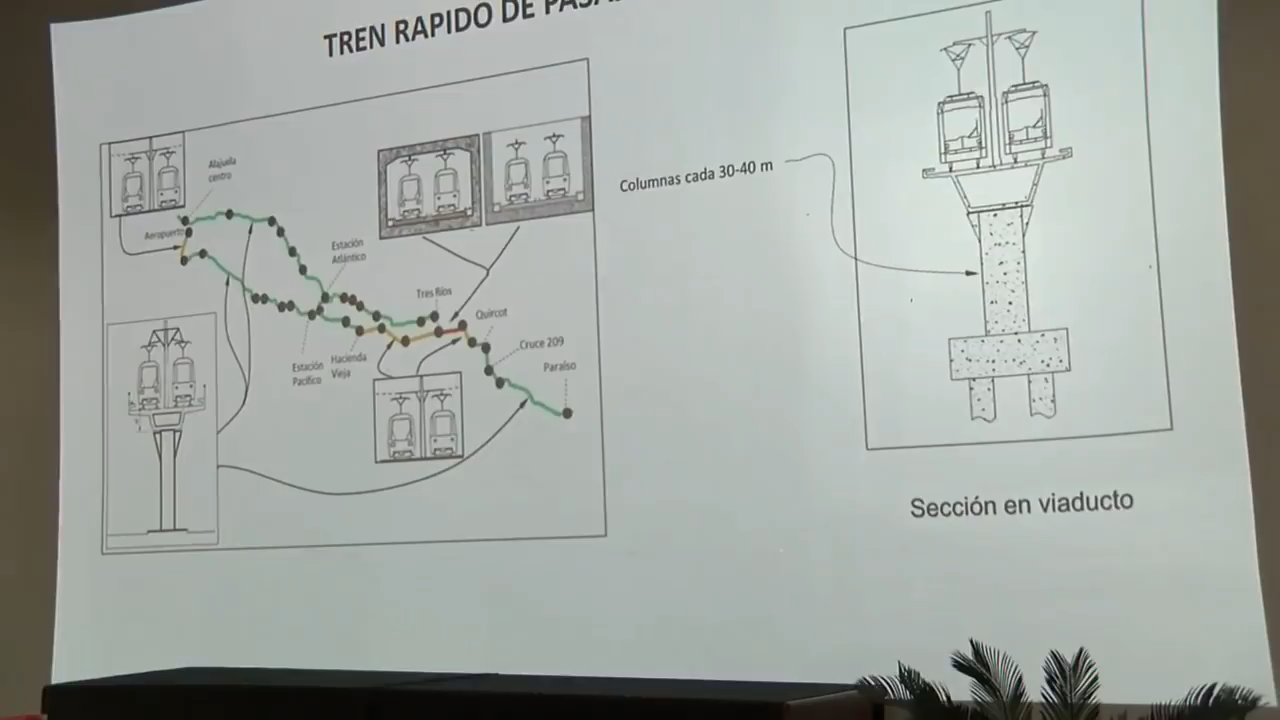 TREN RAPIDO DE
Alajuela
centro
Aeropuerto
Estación
Atlántico
Tres Ríos
Quircot
Cruce 209
Paraíso
Estación
Pacífico
Hacienda
Vieja
Columnas cada 30-40 m
Sección en viaducto